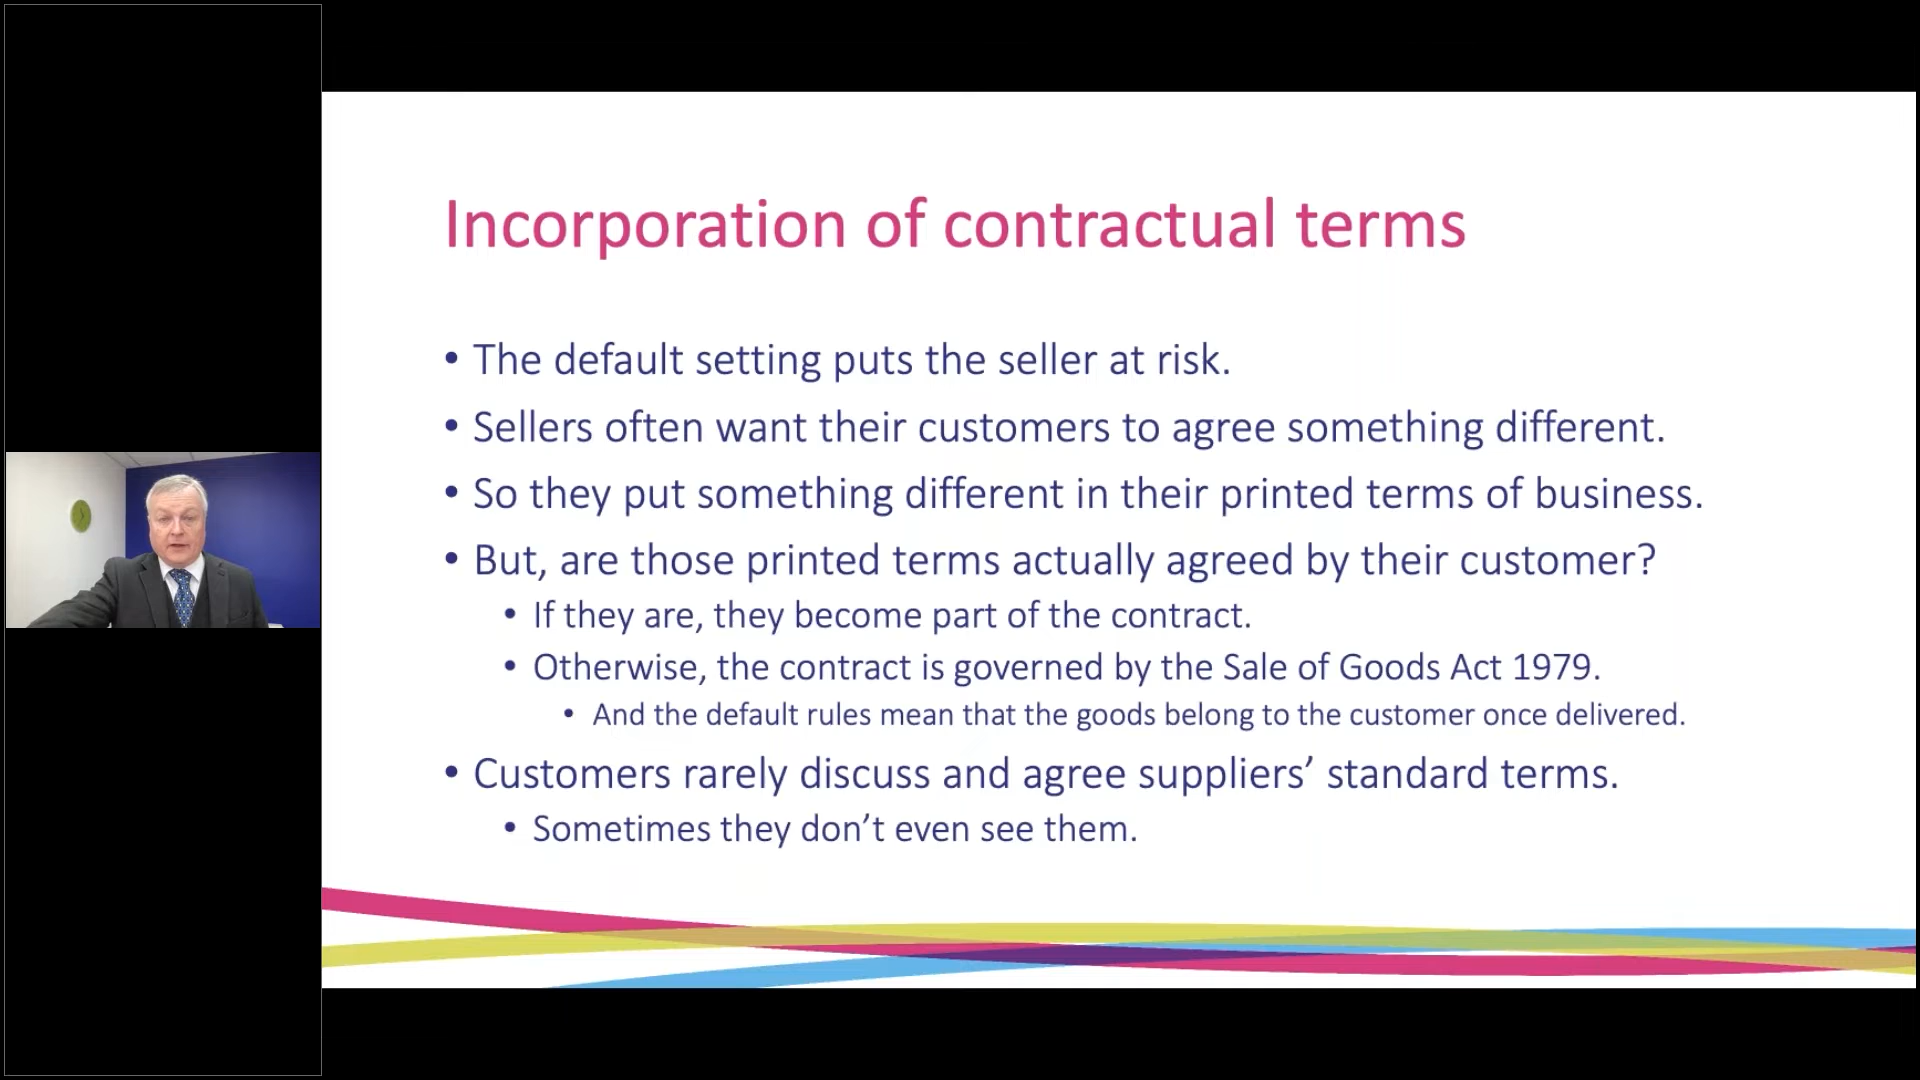 Incorporation of contractual terms
• The default setting puts the seller at risk.
• Sellers often want their customers to agree something different.
• So they put something different in their printed terms of business.
• But, are those printed terms actually agreed by their customer?
• If they are, they become part of the contract.
• Otherwise, the contract is governed by the Sale of Goods Act 1979.
• And the default rules mean that the goods belong to the customer once delivered.
• Customers rarely discuss and agree suppliers’ standard terms.
• Sometimes they don’t even see them.